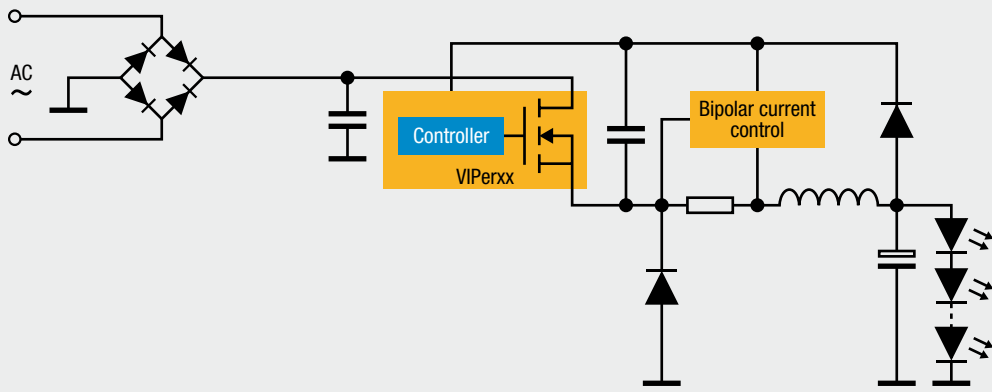 AC
~
Controller
VIPerxx
Bipolar current
control